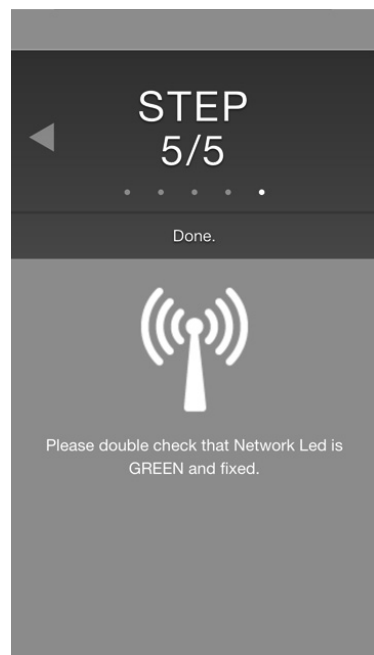 STEP
5/5
Done.
Please double check that Network Led is
GREEN and fixed.